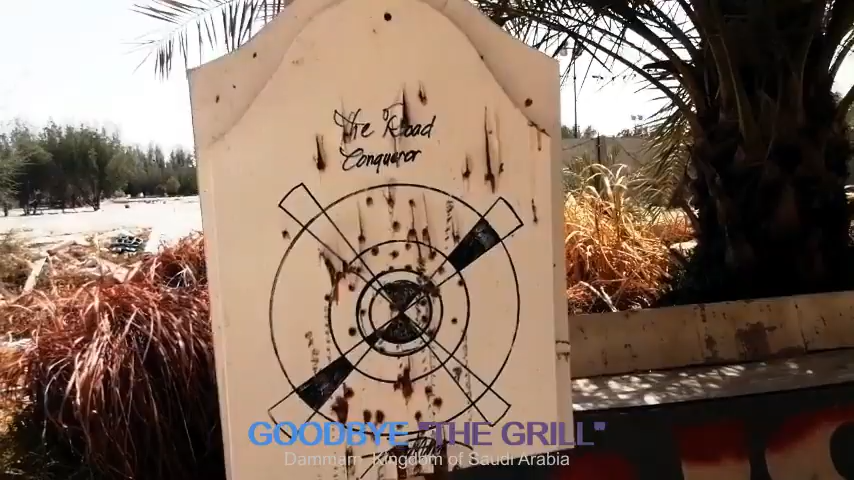 The Road
Conqueror
GOODBYE "THE GRILL"
Dammam - Kingdom of Saudi Arabia